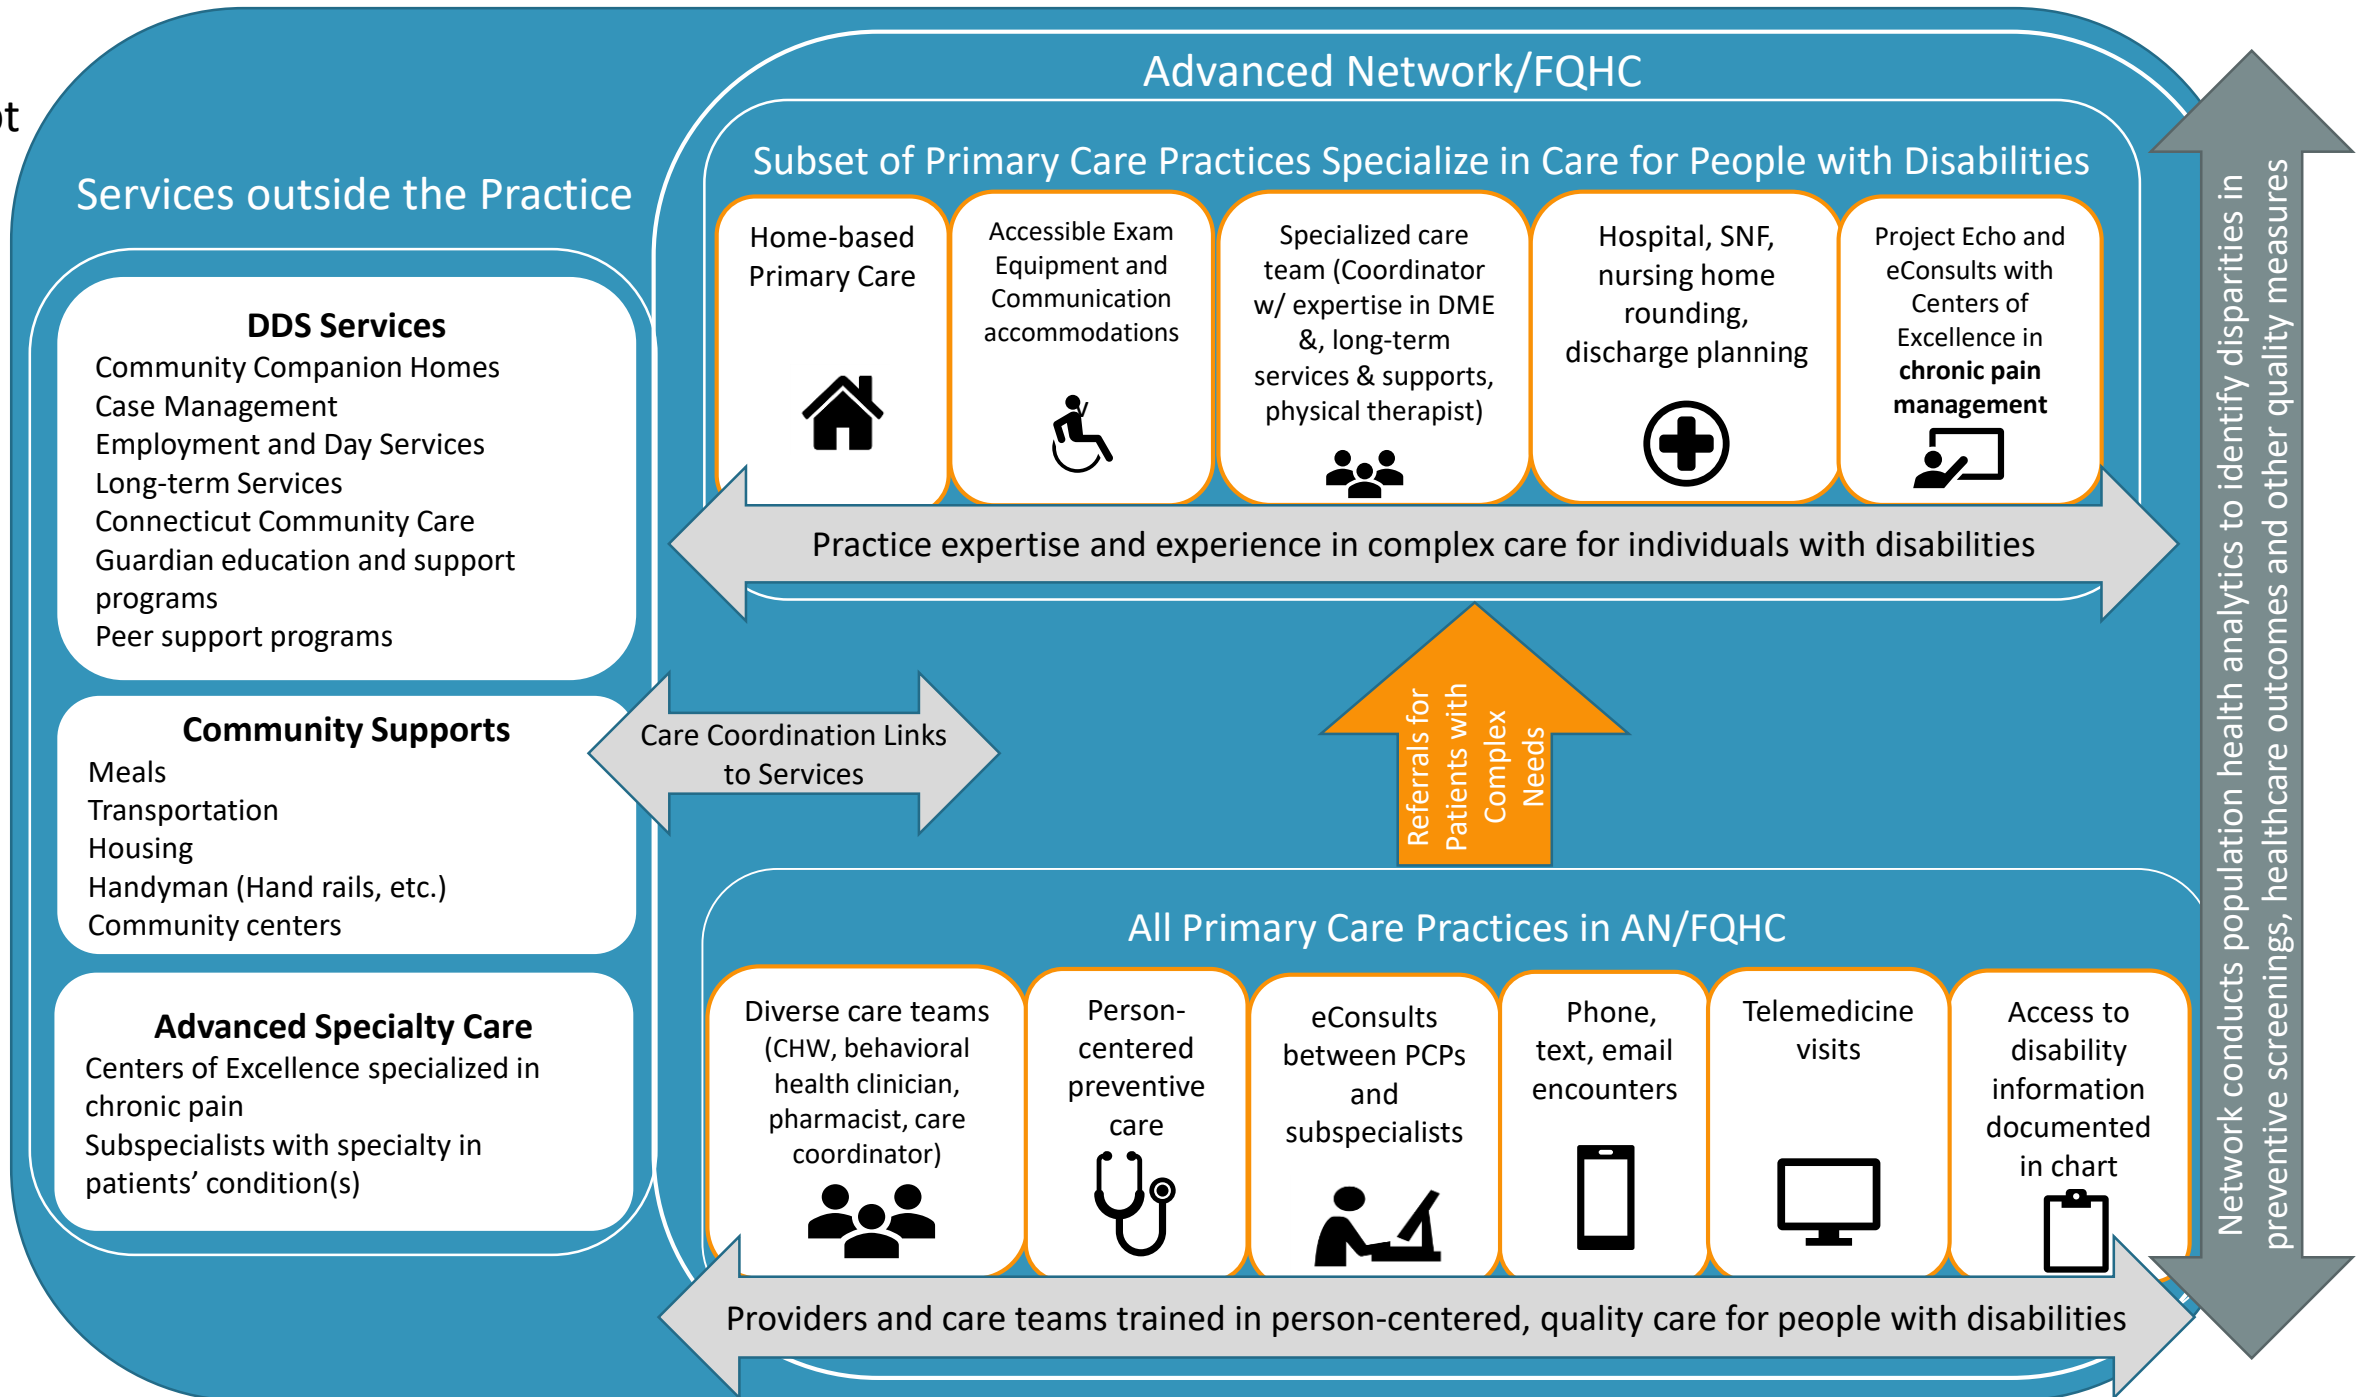 pt
Advanced Network/FQHC
Services outside the Practice
DDS Services
Community Companion Homes
Case Management
Employment and Day Services
Long-term Services
Connecticut Community Care
Guardian education and support
programs
Peer support programs
Community Supports
Meals
Transportation
Housing
Handyman (Hand rails, etc.)
Community centers
Advanced Specialty Care
Centers of Excellence specialized in
chronic pain
Subspecialists with specialty in
patients’ condition(s)
Care Coordination Links
to Services
Subset of Primary Care Practices Specialize in Care for People with Disabilities
Home-based
Primary Care
Accessible Exam
Equipment and
Communication
accommodations
Specialized care
team (Coordinator
w/ expertise in DME
&, long-term
services & supports,
physical therapist)
Hospital, SNF,
nursing home
rounding,
discharge planning
Project Echo and
eConsults with
Centers of
Excellence in
chronic pain
management
Practice expertise and experience in complex care for individuals with disabilities
Referrals for
Patients with
Complex
Needs
All Primary Care Practices in AN/FQHC
Diverse care teams
(CHW, behavioral
health clinician,
pharmacist, care
coordinator)
Person-
centered
preventive
care
eConsults
between PCPs
and
subspecialists
Phone,
text, email
encounters
Telemedicine
visits
Access to
disability
information
documented
in chart
Providers and care teams trained in person-centered, quality care for people with disabilities
Network conducts population health analytics to identify disparities in
preventive screenings, healthcare outcomes and other quality measures